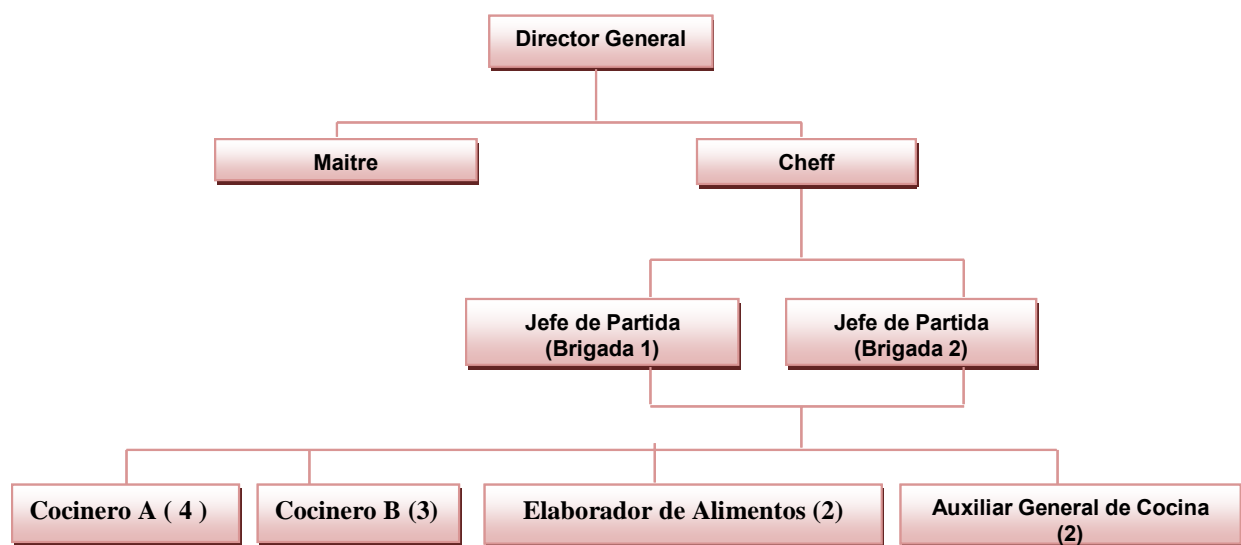 Director General
Maitre
Cheff
Jefe de Partida
(Brigada 1)
Jefe de Partida
(Brigada 2)
Cocinero A ( 4 )
Cocinero B (3)
Elaborador de Alimentos (2)
Auxiliar General de Cocina
(2)